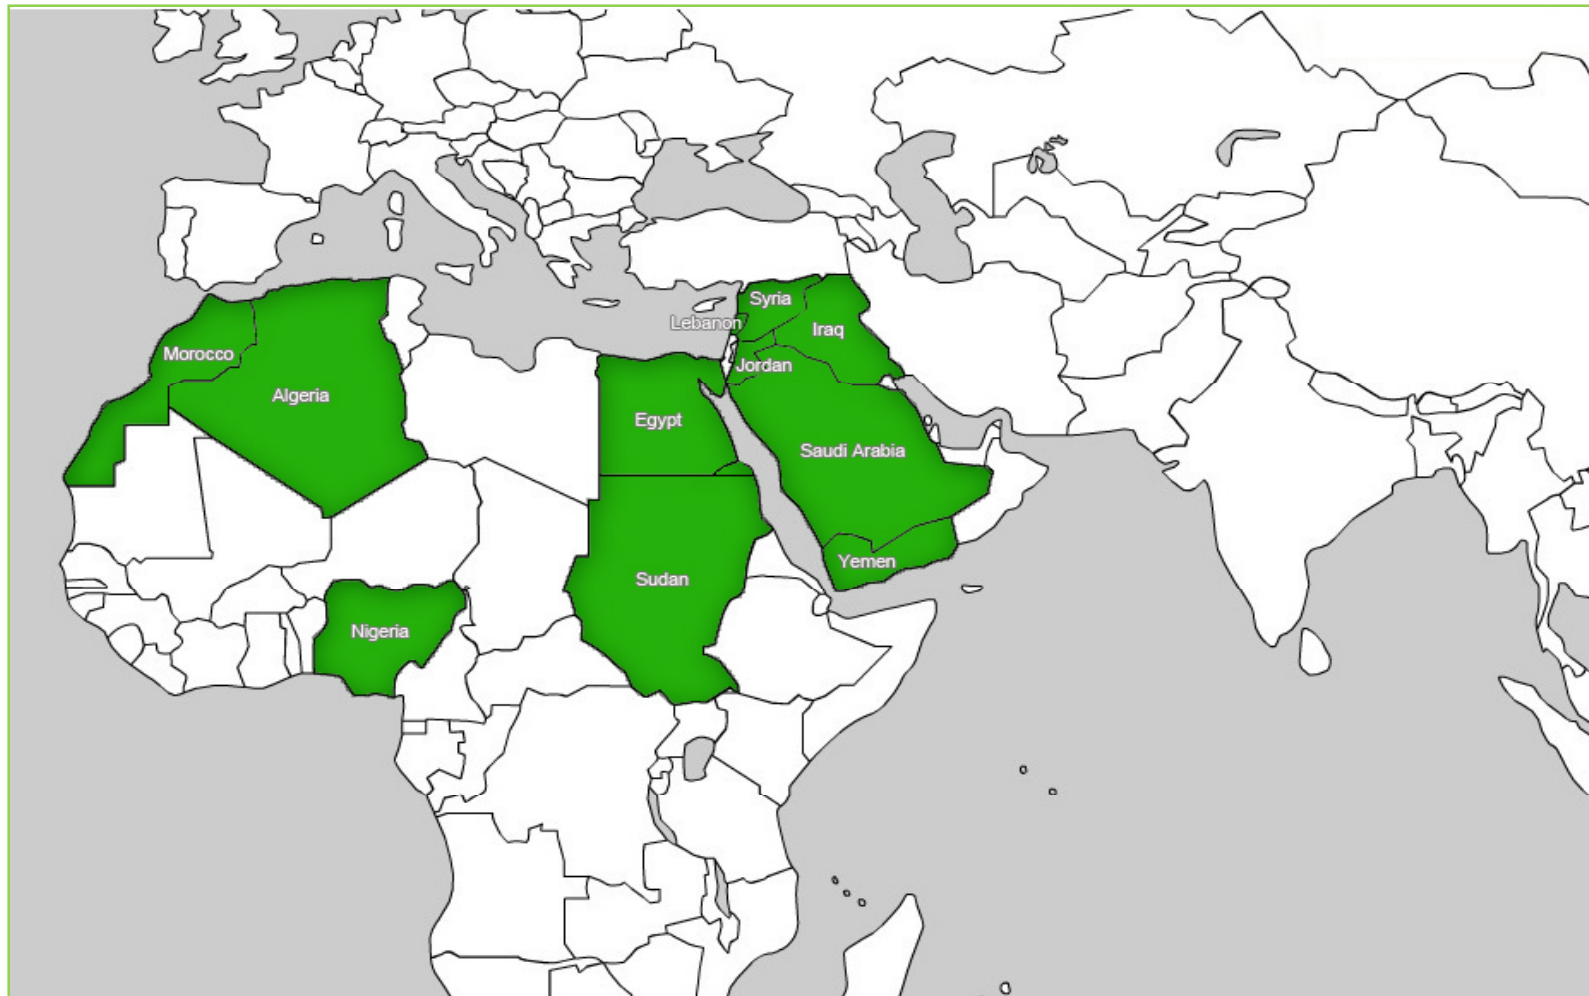 Syria
Lebanon
Iraq
Morocco
Jordan
Algeria
Egypt
Saudi Arabia
Yemen
Sudan
Nigeria